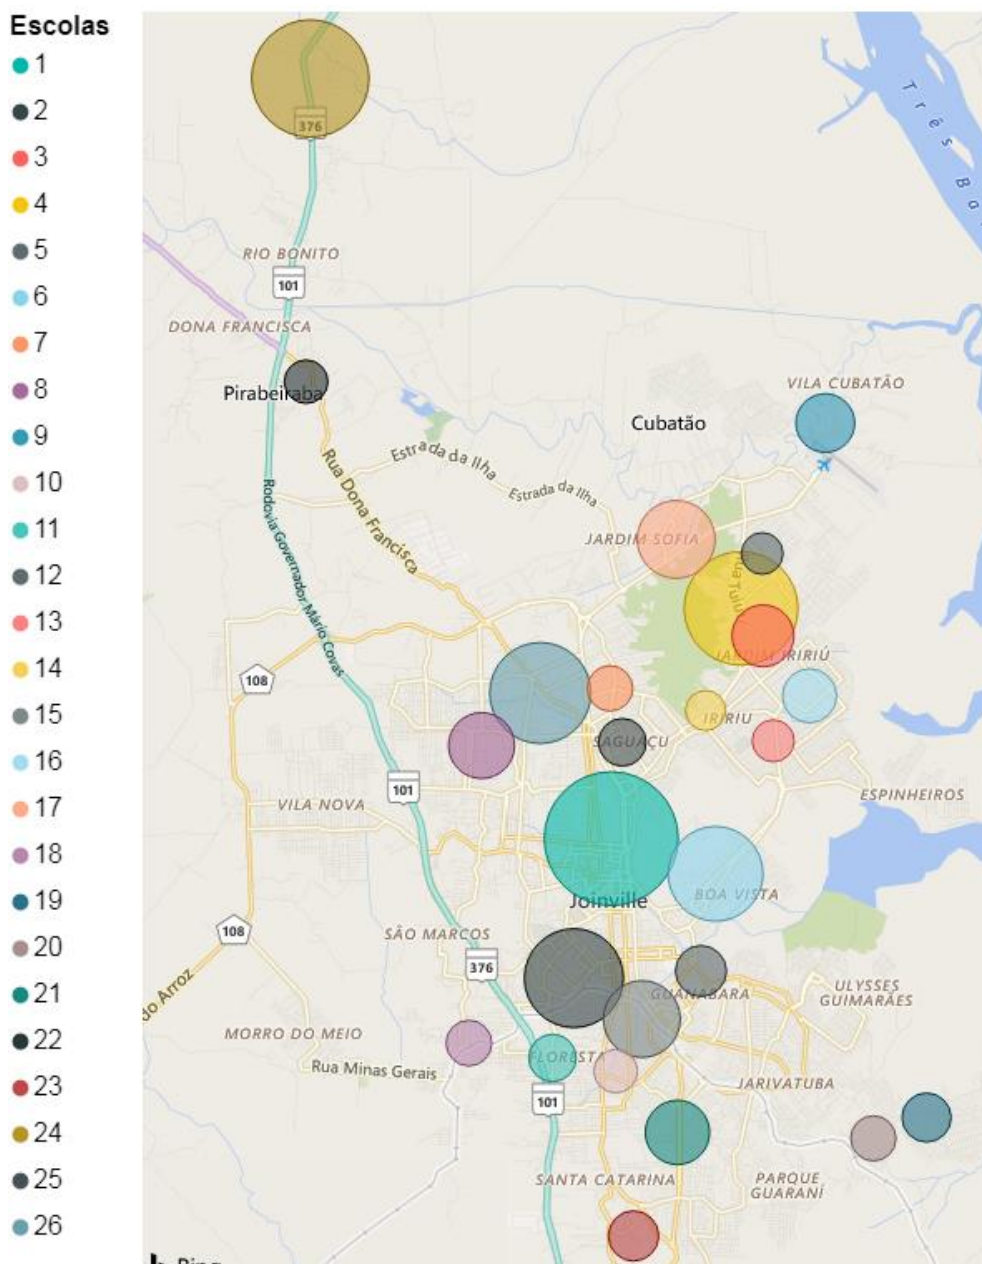 Escolas
1
2
3
4
5
6
7
8
9
10
11
12
13
14
15
16
17
18
19
20
21
22
23
24
25
26
Três
376
RIO BONITO
101
DONA FRANCISCA
Pirabeiraba
VILA CUBATÃO
Cubatão
Estrada da Ilha
Estrada da Ilha
Rua Dona Francisca
Rodovia Governador Mário Covas
JARDIM SOFIA
JARDIM IRIRIÚ
108
IRIRIU
SAGUAÇU
101
VILA NOVA
ESPINHEIROS
BOA VISTA
Joinville
108
SÃO MARCOS
376
do Arroz
GUANABARA
ULYSSES
GUIMARÃES
MORRO DO MEIO
FLORESTA
Rua Minas Gerais
101
JARIVATUBA
SANTA CATARINA
PARQUE
GUARANÍ